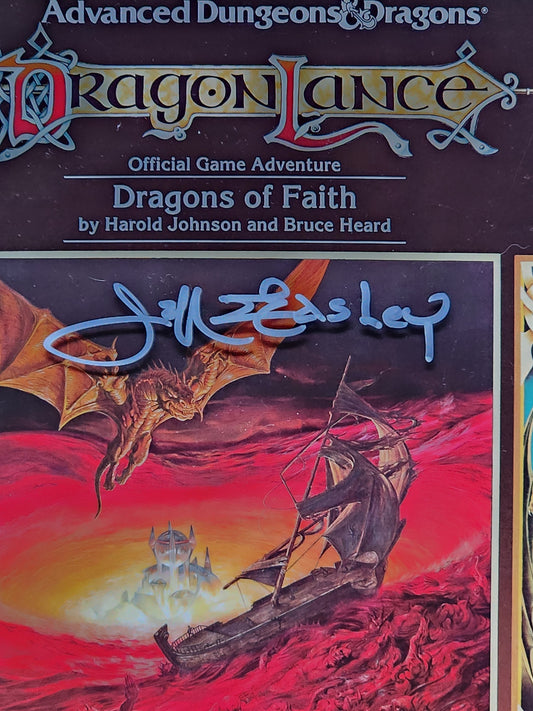 Advanced Dungeons & Dragons®
DRAGONLANCE
Official Game Adventure
Dragons of Faith
by Harold Johnson and Bruce Heard
Jeff Easley